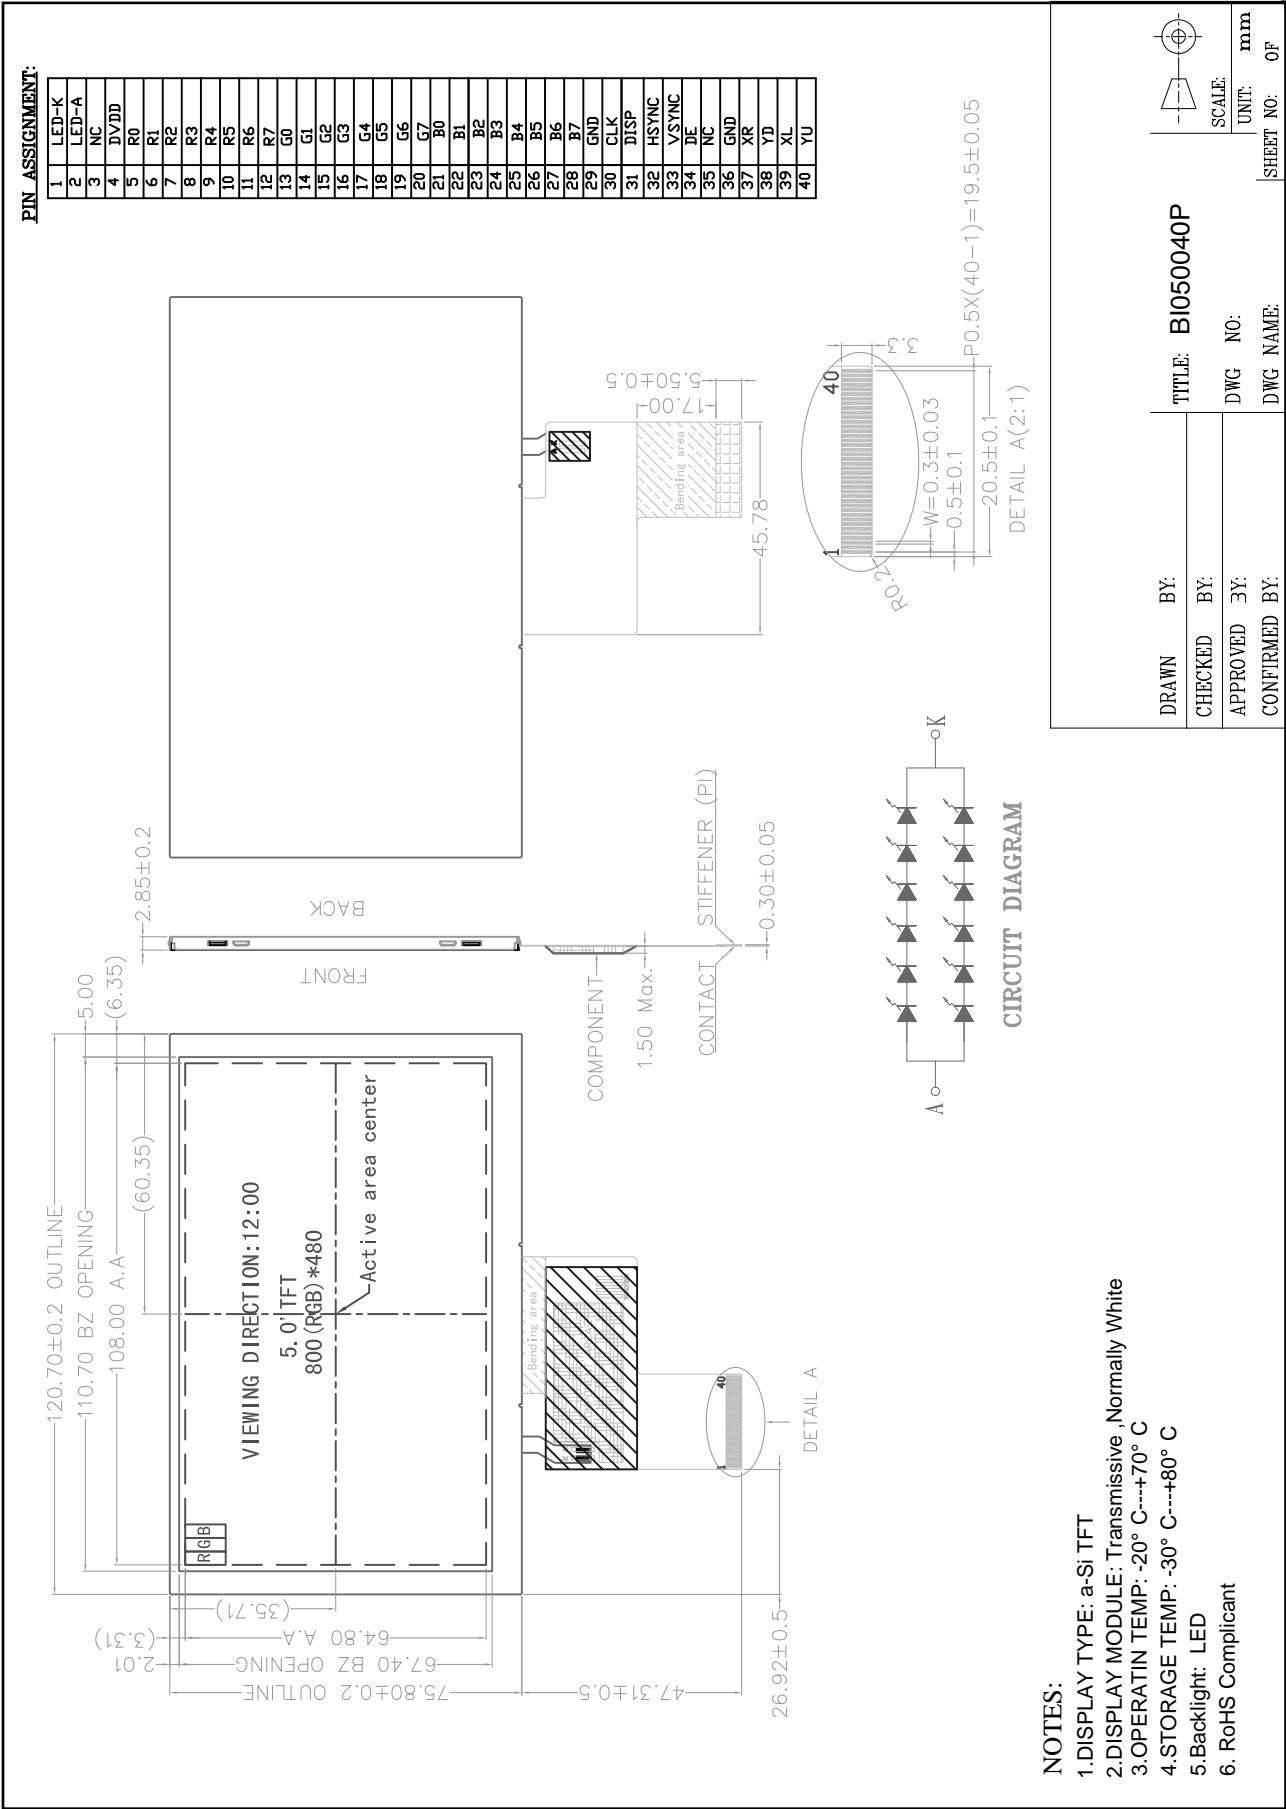 PIN ASSIGNMENT:
1 LED-K
2 LED-A
3 NC
4 DVDD
5 R0
6 R1
7 R2
8 R3
9 R4
10 R5
11 R6
12 R7
13 G0
14 G1
15 G2
16 G3
17 G4
18 G5
19 G6
20 G7
21 B0
22 B1
23 B2
24 B3
25 B4
26 B5
27 B6
28 B7
29 GND
30 CLK
31 DISP
32 HSYNC
33 VSYNC
34 DE
35 NC
36 GND
37 XR
38 YD
39 XL
40 YU
120.70±0.2 OUTLINE
110.70 BZ OPENING
108.00 A.A
(60.35)
5.00
(6.35)
75.80±0.2 OUTLINE
67.40 BZ OPENING
64.80 A.A
(35.71)
2.01
(3.31)
RGB
VIEWING DIRECTION:12:00
5.0'TFT
800(RGB)*480
Active area center
Bending area
47.31±0.5
26.92±0.5
1
40
DETAIL A
2.85±0.2
FRONT
BACK
COMPONENT
1.50 Max.
CONTACT
STIFFENER (PI)
0.30±0.05
Bending area
17.00
5.50±0.5
45.78
1
40
3.3
R0.2
W=0.3±0.03
0.5±0.1
20.5±0.1
P0.5X(40-1)=19.5±0.05
DETAIL A(2:1)
A
K
CIRCUIT DIAGRAM
NOTES:
1.DISPLAY TYPE: a-Si TFT
2.DISPLAY MODULE: Transmissive ,Normally White
3.OPERATIN TEMP: -20° C---+70° C
4.STORAGE TEMP: -30° C---+80° C
5.Backlight: LED
6. RoHS Complicant
DRAWN BY:
CHECKED BY:
APPROVED BY:
CONFIRMED BY:
TITLE: BI050040P
DWG NO:
DWG NAME:
SCALE:
UNIT: mm
SHEET NO: OF